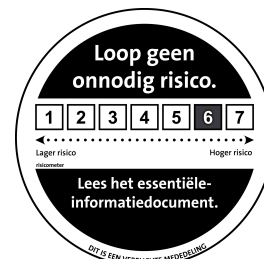 Loop geen
onnodig risico.
1 2 3 4 5 6 7
Lager risico Hoger risico
risicometer
Lees het essentiële-
informatiedocument.
DIT IS EEN VERPLICHTE MEDEDELING